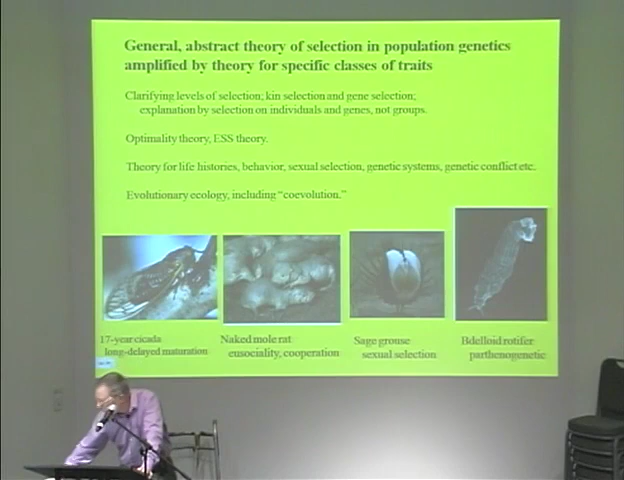 General, abstract theory of selection in population genetics
amplified by theory for specific classes of traits
Clarifying levels of selection; kin selection and gene selection;
explanation by selection on individuals and genes, not groups.
Optimality theory, ESS theory.
Theory for life histories, behavior, sexual selection, genetic systems, genetic conflict etc.
Evolutionary ecology, including “coevolution.”
17-year cicada
long-delayed maturation
Naked mole rat
eusociality, cooperation
Sage grouse
sexual selection
Bdelloid rotifer
parthenogenetic